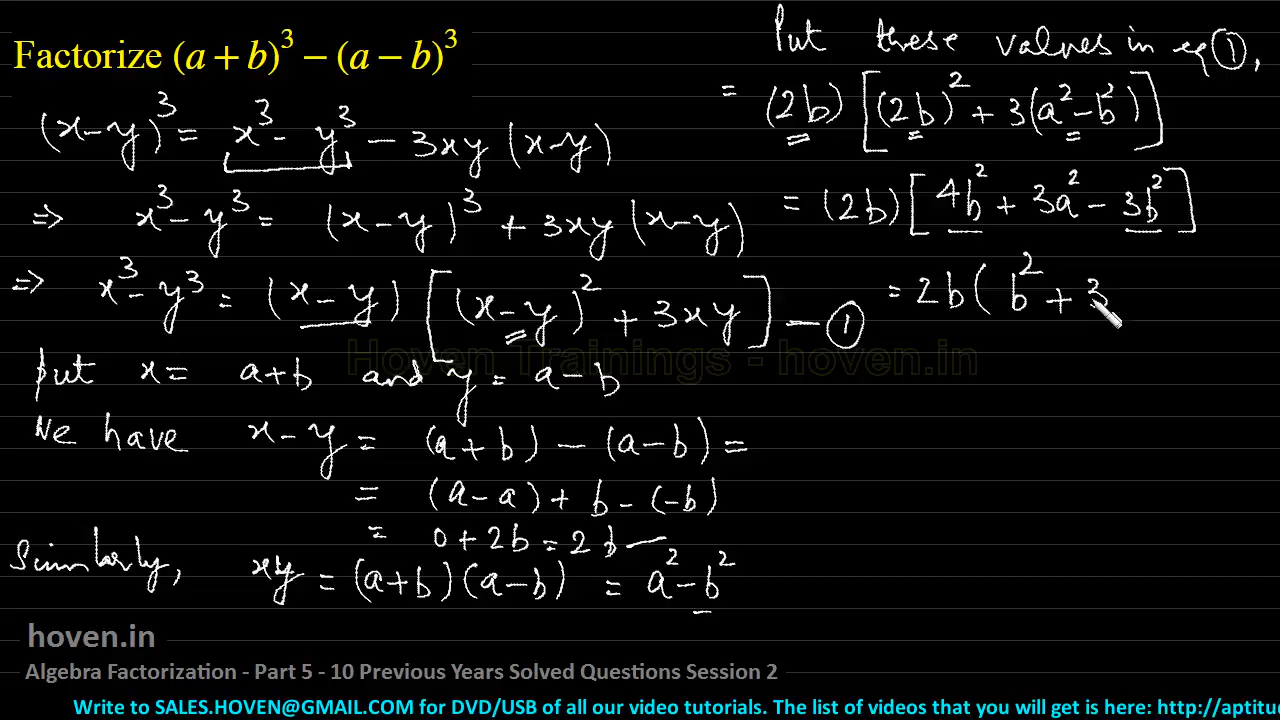 Factorize (a + b)³ − (a − b)³
(x-y)³ = x³ - y³ - 3xy (x-y)
=> x³ - y³ = (x-y)³ + 3xy (x-y)
=> x³ - y³ = (x-y) [(x-y)² + 3xy] — ①
put x = a+b and y = a-b
We have x-y = (a+b) - (a-b) =
= (a-a) + b - (-b)
= 0+2b = 2b
Similarly, xy = (a+b)(a-b) = a² - b²
Put these values in eq ①,
= (2b) [(2b)² + 3(a² - b²)]
= (2b) [4b² + 3a² - 3b²]
= 2b (b² + 3
Hoven Trainings - hoven.in
hoven.in
Algebra Factorization - Part 5 - 10 Previous Years Solved Questions Session 2
Write to SALES.HOVEN@GMAIL.COM for DVD/USB of all our video tutorials. The list of videos that you will get is here: http://aptitu